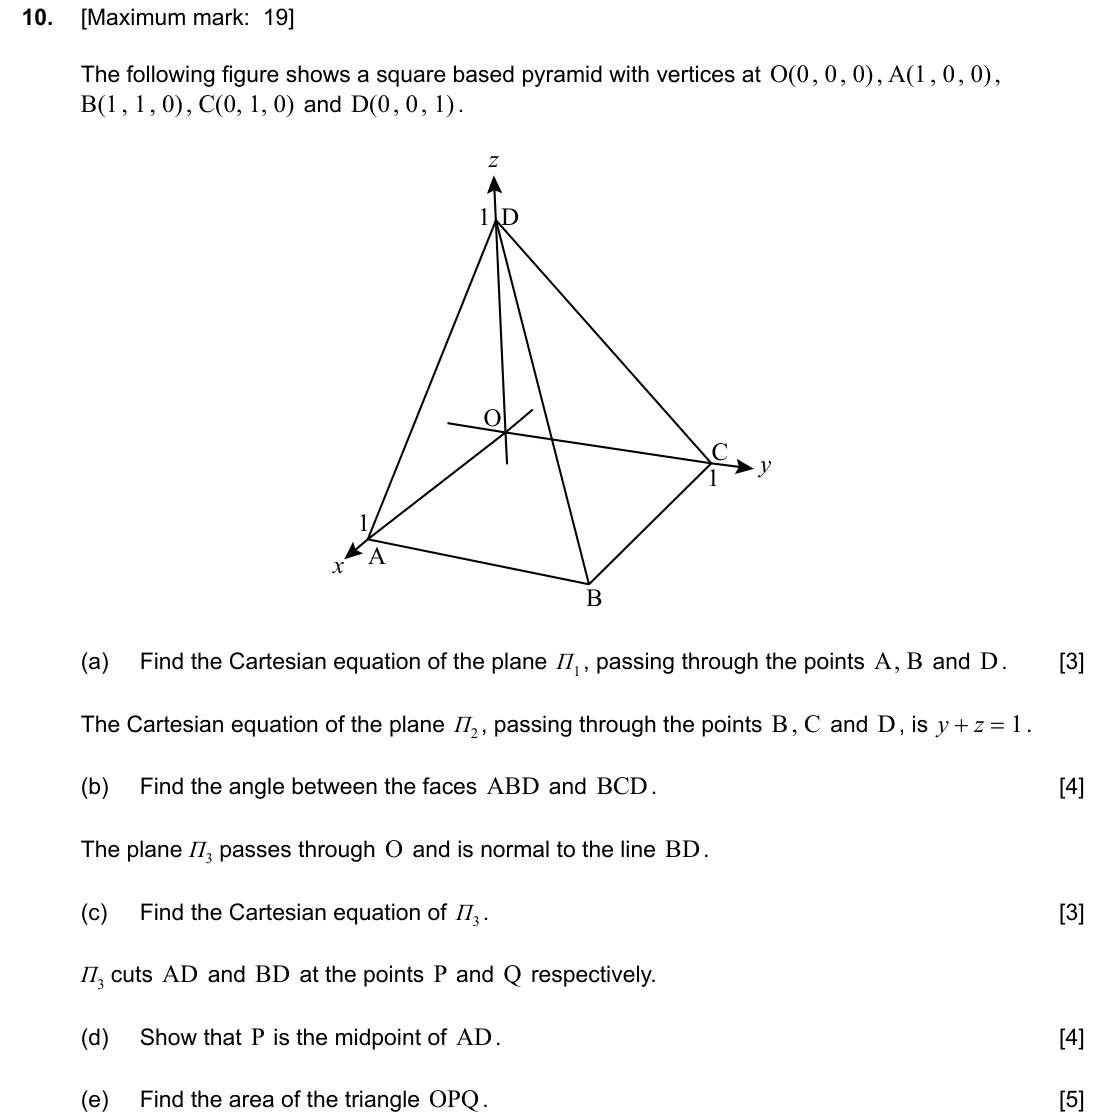 10. [Maximum mark: 19]
The following figure shows a square based pyramid with vertices at O(0, 0, 0), A(1, 0, 0),
B(1, 1, 0), C(0, 1, 0) and D(0, 0, 1).
z
1 D
O
C
1
y
1
x
A
B
(a) Find the Cartesian equation of the plane Π₁, passing through the points A, B and D. [3]
The Cartesian equation of the plane Π₂, passing through the points B, C and D, is y + z = 1.
(b) Find the angle between the faces ABD and BCD. [4]
The plane Π₃ passes through O and is normal to the line BD.
(c) Find the Cartesian equation of Π₃. [3]
Π₃ cuts AD and BD at the points P and Q respectively.
(d) Show that P is the midpoint of AD. [4]
(e) Find the area of the triangle OPQ. [5]